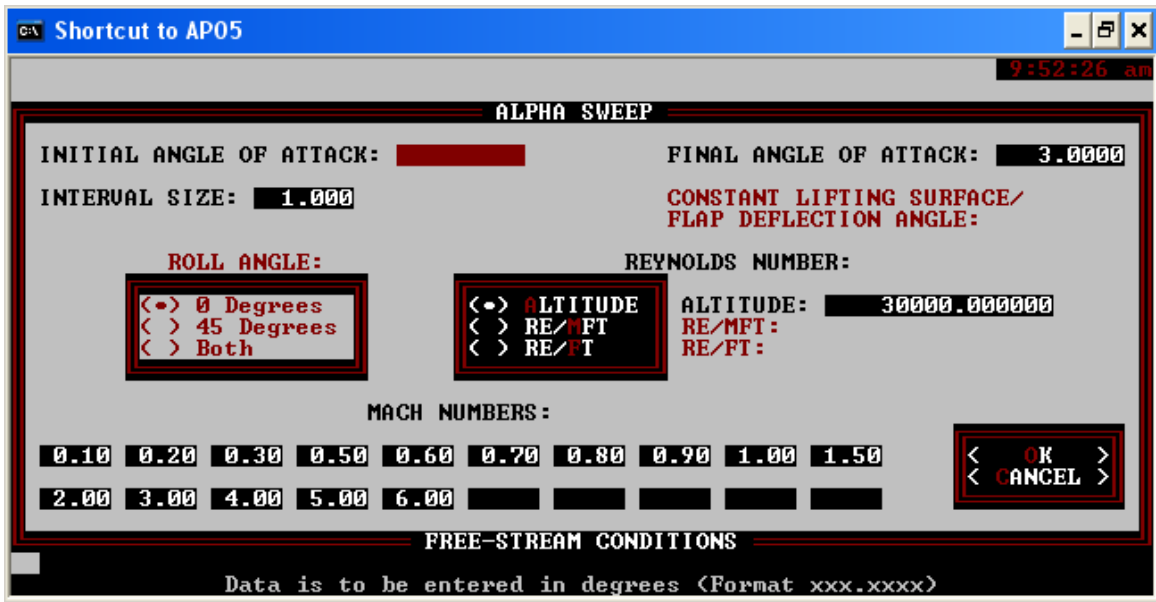 Shortcut to AP05
9:52:26 am
ALPHA SWEEP
INITIAL ANGLE OF ATTACK: FINAL ANGLE OF ATTACK: 3.0000
INTERVAL SIZE: 1.000 CONSTANT LIFTING SURFACE/
FLAP DEFLECTION ANGLE:
ROLL ANGLE: REYNOLDS NUMBER:
(•) 0 Degrees (•) ALTITUDE ALTITUDE: 30000.000000
( ) 45 Degrees ( ) RE/MFT RE/MFT:
( ) Both ( ) RE/FT RE/FT:
MACH NUMBERS:
0.10 0.20 0.30 0.50 0.60 0.70 0.80 0.90 1.00 1.50 < OK >
2.00 3.00 4.00 5.00 6.00 < CANCEL >
FREE-STREAM CONDITIONS
Data is to be entered in degrees (Format xxx.xxxx)